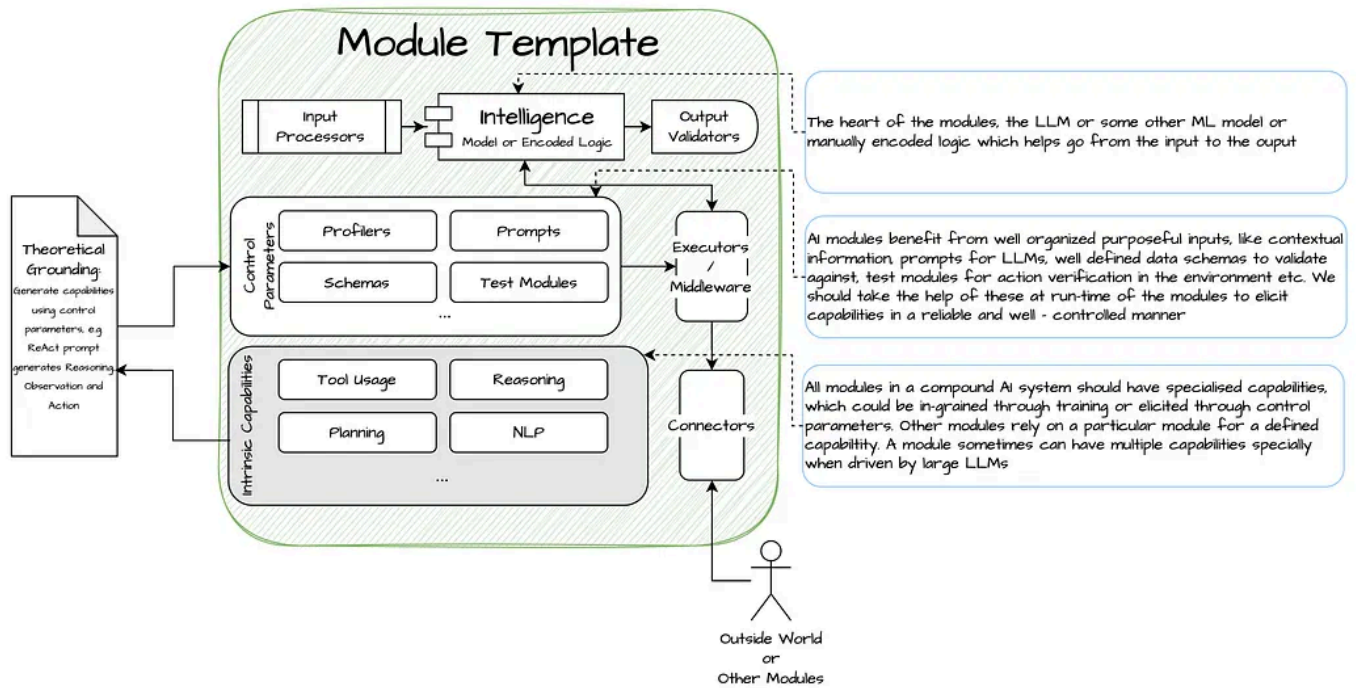 Module Template
Input
Processors
Intelligence
Model or Encoded Logic
Output
Validators
The heart of the modules, the LLM or some other ML model or
manually encoded logic which helps go from the input to the ouput
Theoretical
Grounding:
Generate capabilities
using control
parameters, e.g
ReAct prompt
generates Reasoning,
Observation and
Action
Control
Parameters
Profilers
Prompts
Schemas
Test Modules
...
Executors
/
Middleware
AI modules benefit from well organized purposeful inputs, like contextual
information, prompts for LLMs, well defined data schemas to validate
against, test modules for action verification in the environment etc. We
should take the help of these at run-time of the modules to elicit
capabilities in a reliable and well - controlled manner
Intrinsic Capabilities
Tool Usage
Reasoning
Planning
NLP
...
Connectors
All modules in a compound AI system should have specialised capabilities,
which could be in-grained through training or elicited through control
parameters. Other modules rely on a particular module for a defined
capabiltity. A module sometimes can have multiple capabilities specially
when driven by large LLMs
Outside World
or
Other Modules